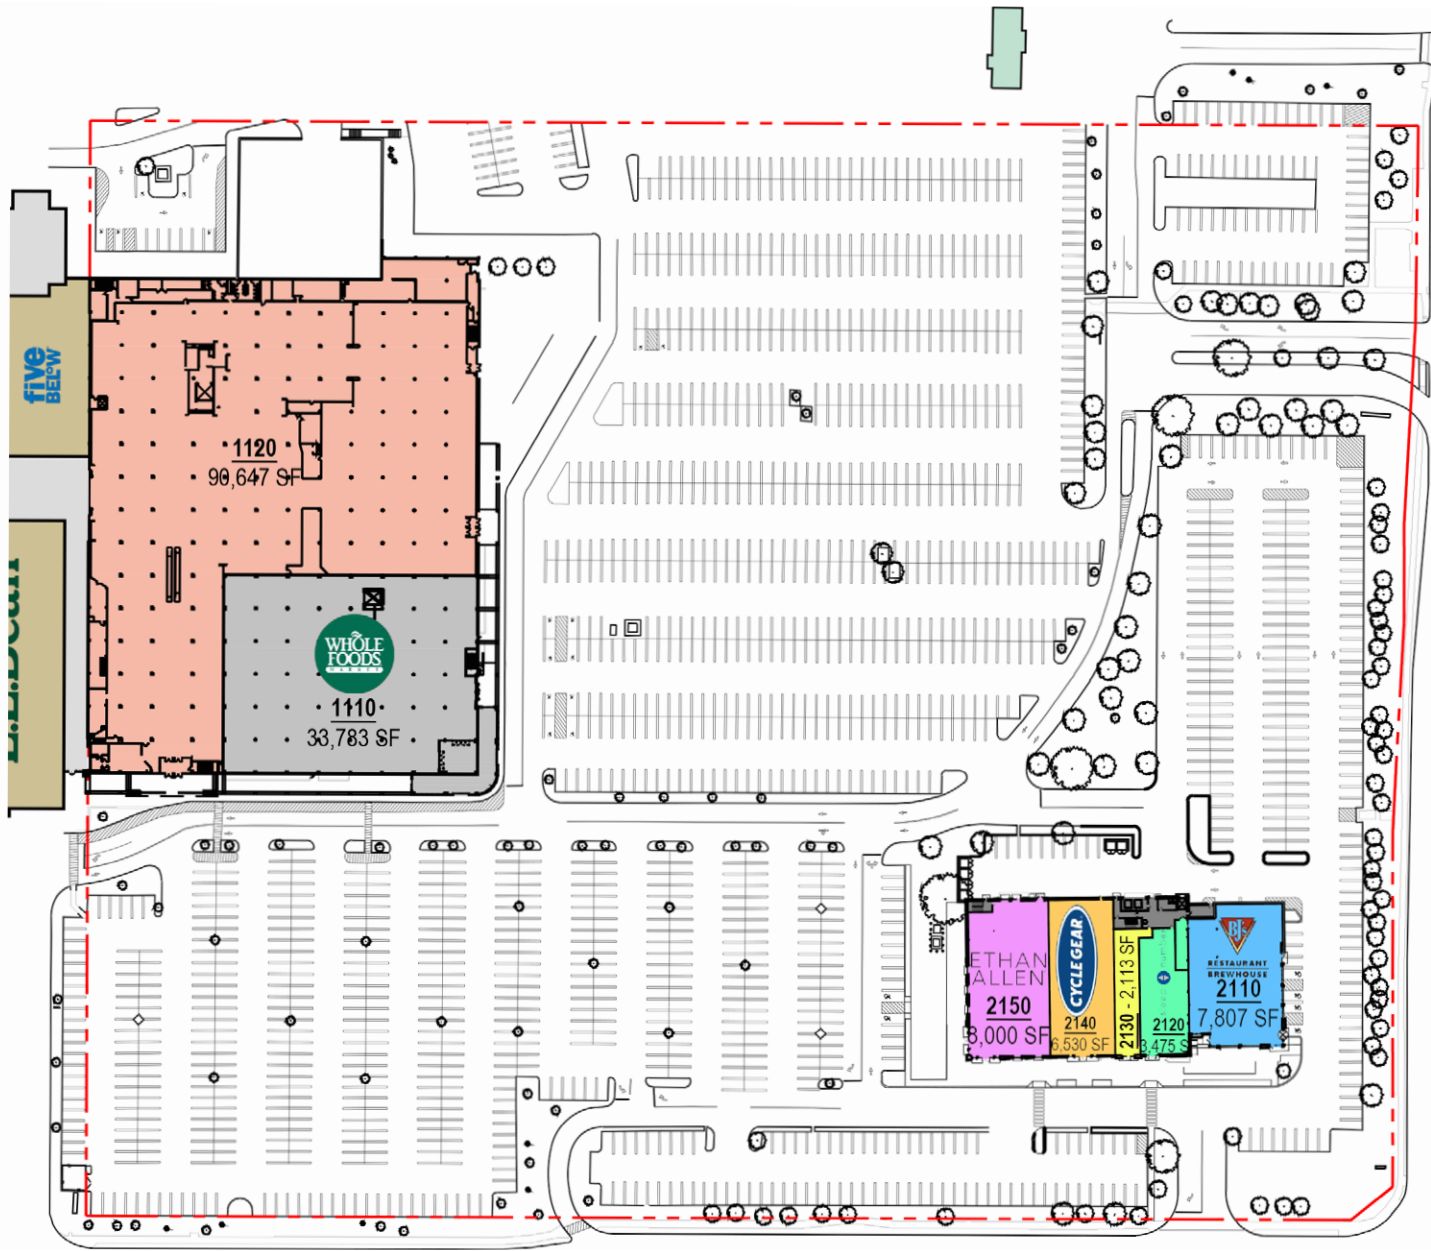 five
BELOW
L.L.Bean
1120
90,647 SF
WHOLE
FOODS
MARKET
1110
33,783 SF
ETHAN
ALLEN
2150
8,000 SF
CYCLE GEAR
2140
6,530 SF
2130 - 2,113 SF
2120
3,475 S
BJ's
RESTAURANT
BREWHOUSE
2110
7,807 SF